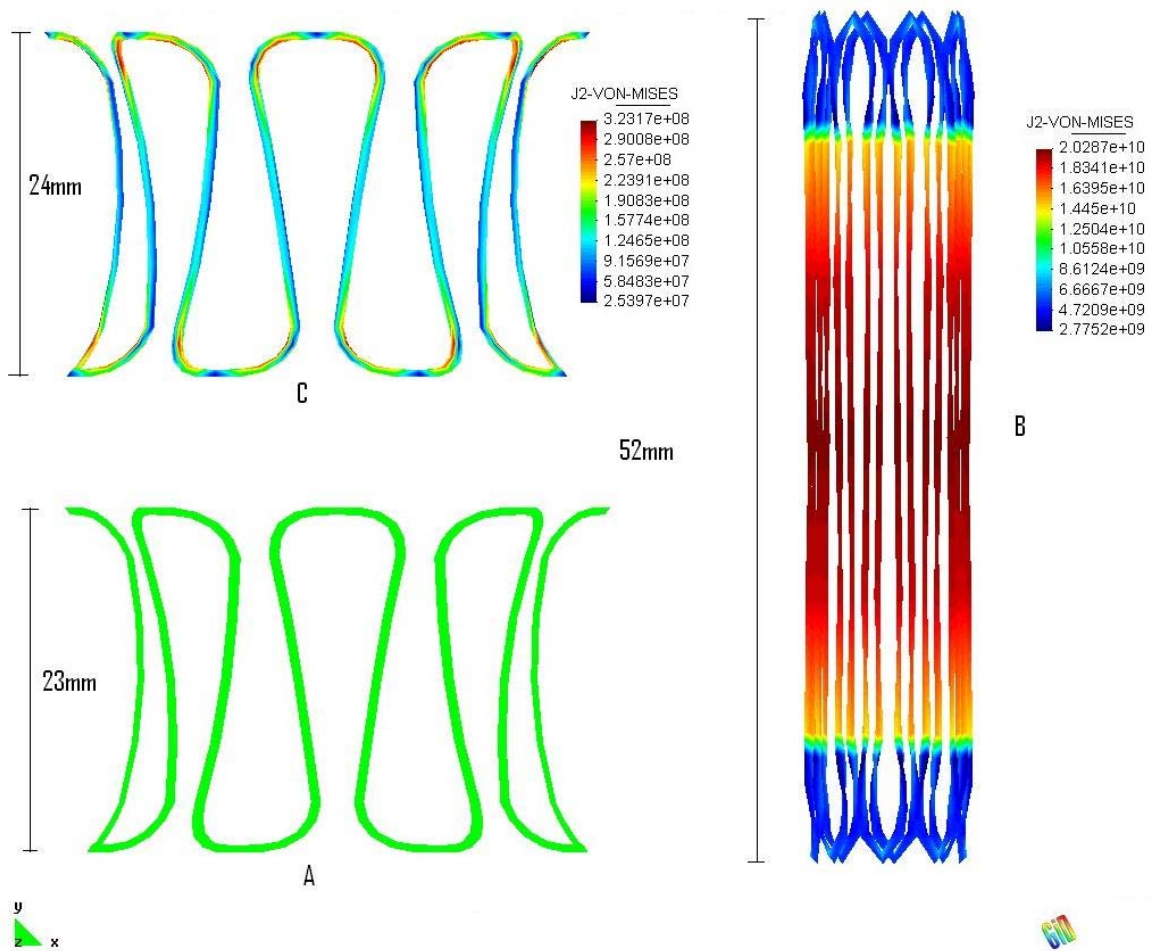 J2-VON-MISES
3.2317e+08
2.9008e+08
2.57e+08
2.2391e+08
1.9083e+08
1.5774e+08
1.2465e+08
9.1569e+07
5.8483e+07
2.5397e+07
24mm
C
J2-VON-MISES
2.0287e+10
1.8341e+10
1.6395e+10
1.445e+10
1.2504e+10
1.0558e+10
8.6124e+09
6.6667e+09
4.7209e+09
2.7752e+09
B
52mm
23mm
A
y
z x
GiD